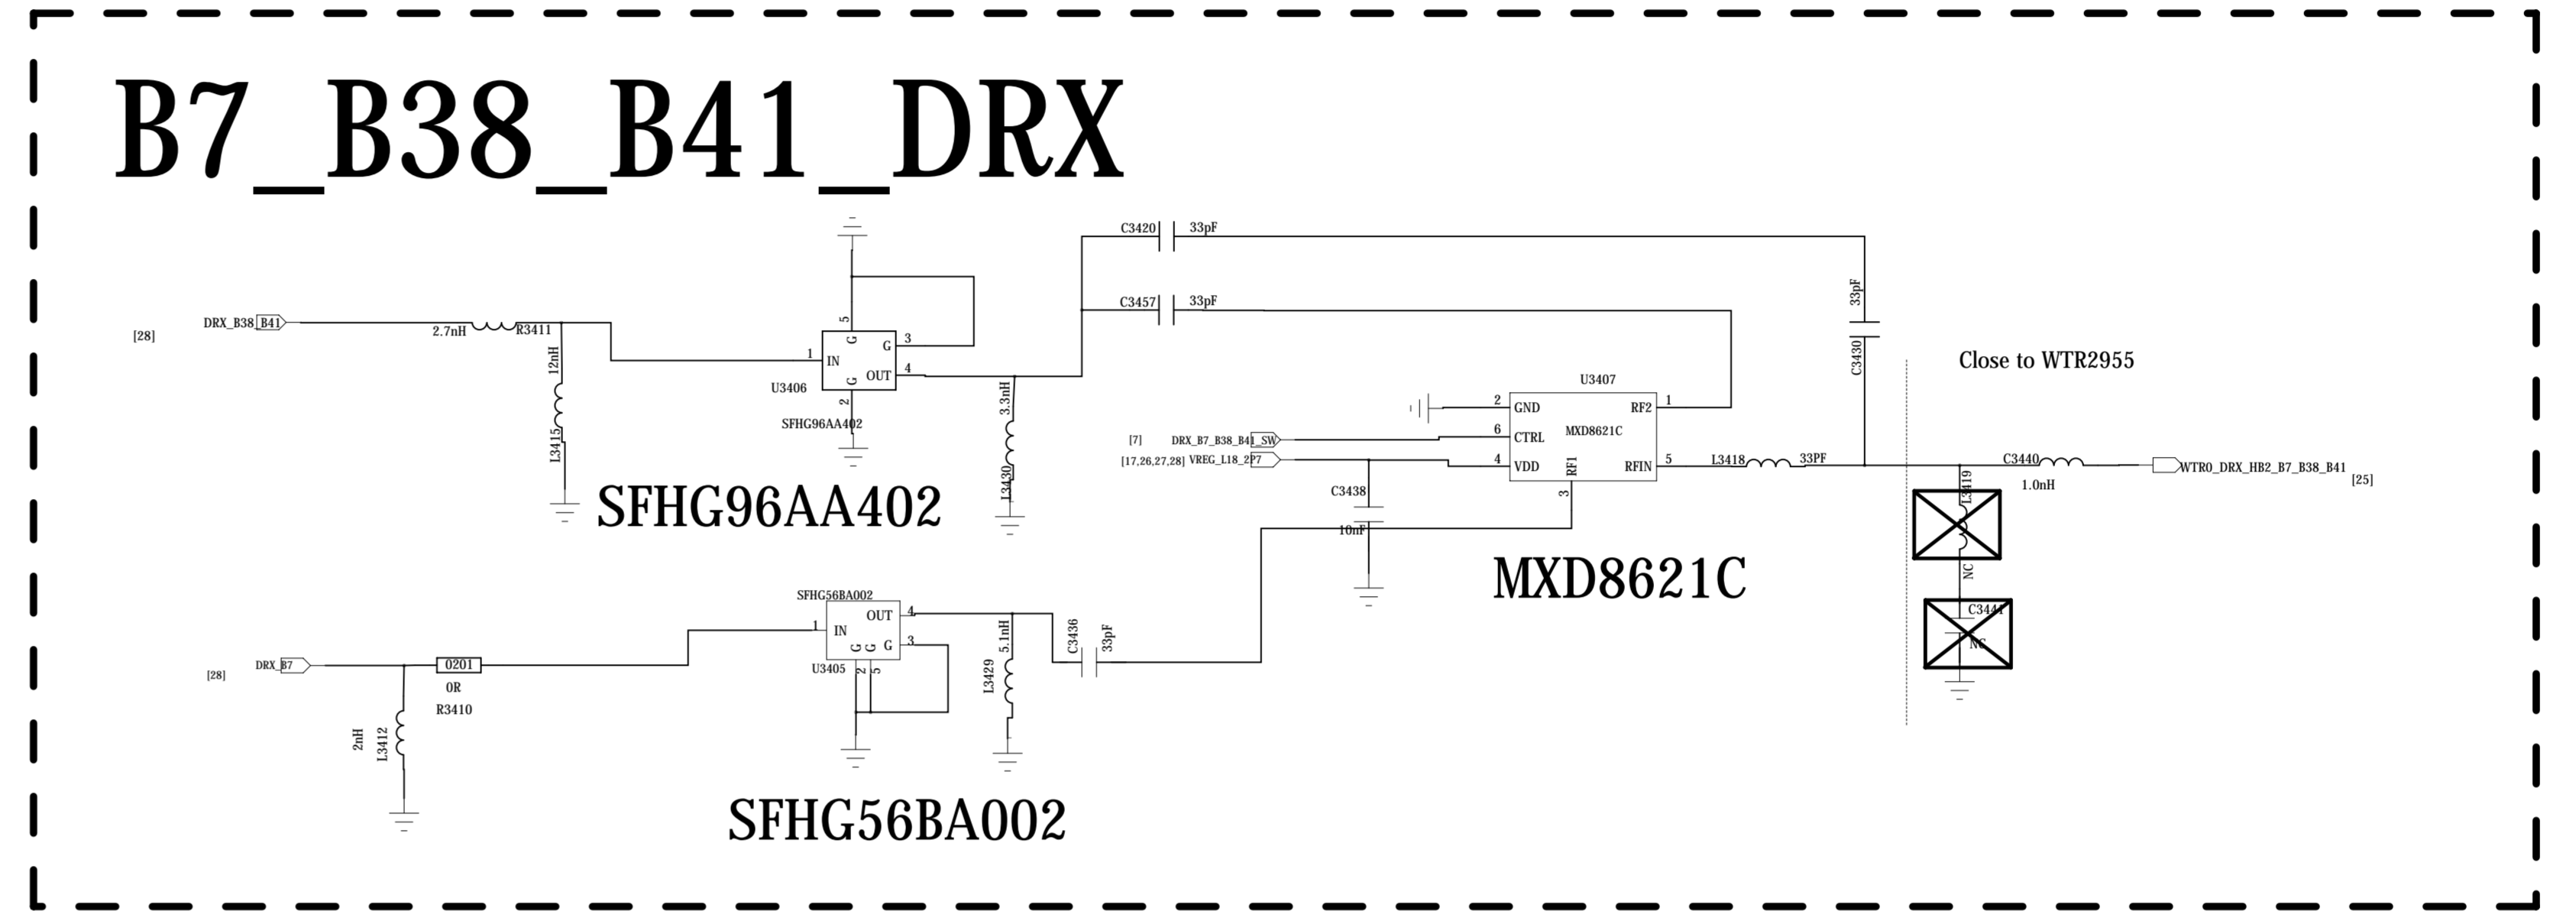 B7_B38_B41_DRX
C3420 33pF
C3457 33pF
33pF
C3430
Close to WTR2955
[28]
DRX_B38_B41
2.7nH
R3411
12nH
L3415
5
G
3
G
1
IN
4
OUT
G
2
U3406
SFHG96AA402
3.3nH
L3430
SFHG96AA402
U3407
2 GND
RF2 1
6 CTRL
MXD8621C
4 VDD
RF1
3
RFIN 5
[7] DRX_B7_B38_B41_SW
[17,26,27,28] VREG_L18_2P7
C3438
10nF
L3418 33PF
L3419
NC
C3441
NC
C3440
1.0nH
WTR0_DRX_HB2_B7_B38_B41
[25]
MXD8621C
SFHG56BA002
OUT 4
1 IN
G G G 3
U3405 2 5
5.1nH
L3429
C3436
33pF
[28]
DRX_B7
0201
0R
R3410
2nH
L3412
SFHG56BA002